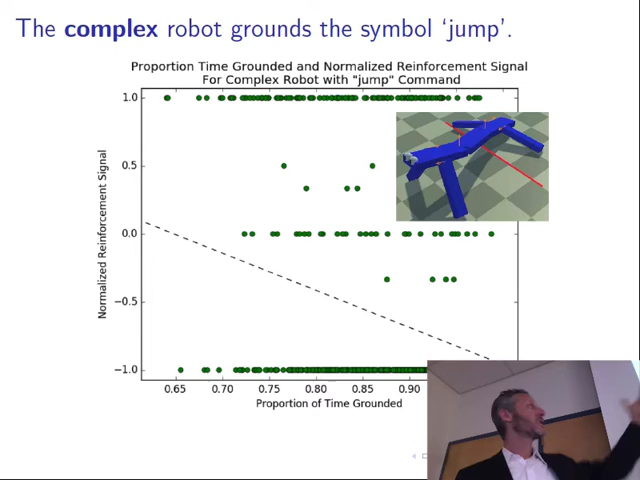 The complex robot grounds the symbol ‘jump’.
Proportion Time Grounded and Normalized Reinforcement Signal
For Complex Robot with "jump" Command
Normalized Reinforcement Signal
1.0
0.5
0.0
−0.5
−1.0
0.65 0.70 0.75 0.80 0.85 0.90
Proportion of Time Grounded